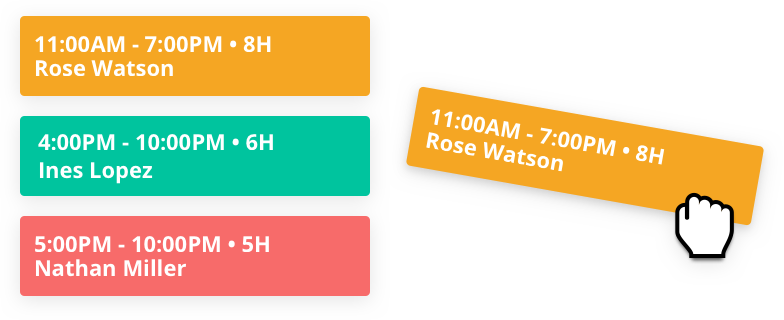 11:00AM - 7:00PM • 8H
Rose Watson
4:00PM - 10:00PM • 6H
Ines Lopez
5:00PM - 10:00PM • 5H
Nathan Miller
11:00AM - 7:00PM • 8H
Rose Watson